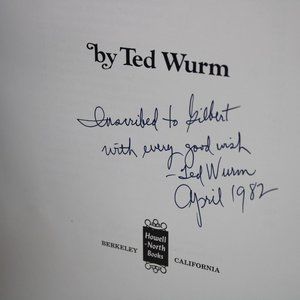 by Ted Wurm
Inscribed to Gilbert
with every good wish
- Ted Wurm
April 1982
Howell
-North
Books
BERKELEY CALIFORNIA